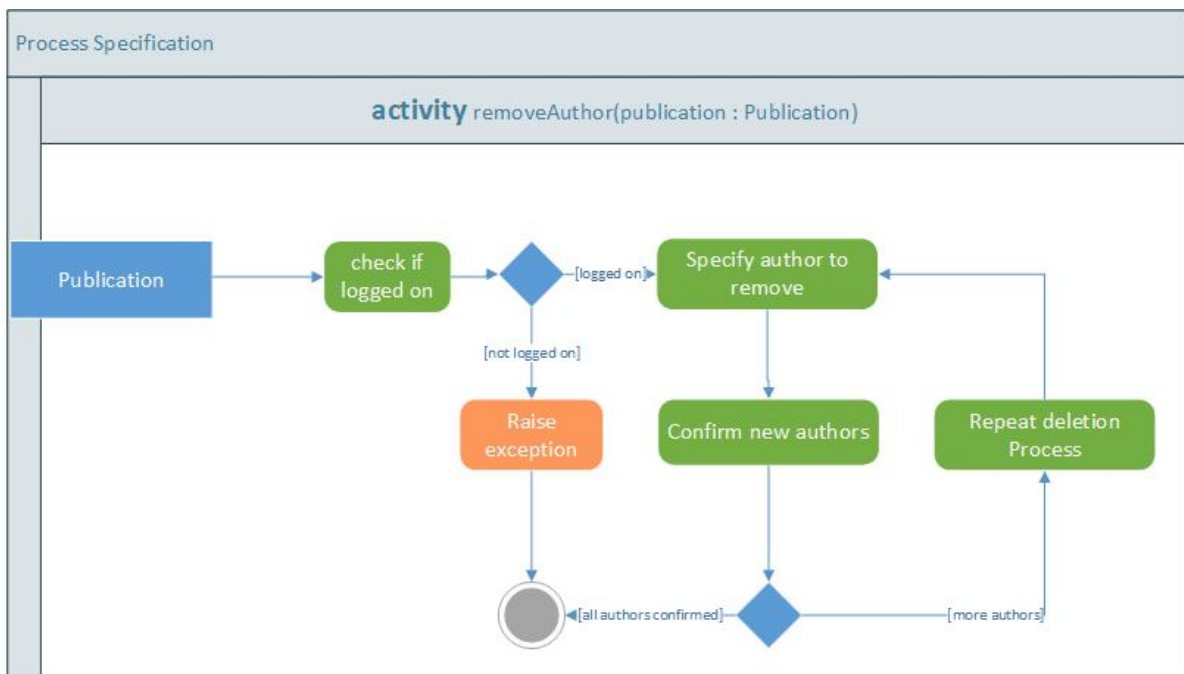 Process Specification
activity removeAuthor(publication : Publication)
Publication
check if
logged on
[logged on]
Specify author to
remove
[not logged on]
Raise
exception
Confirm new authors
Repeat deletion
Process
[all authors confirmed]
[more authors]